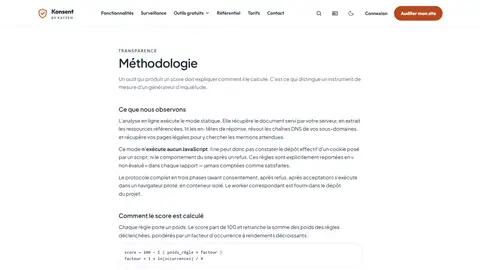 Konsent
BY KAYZEN
Fonctionnalités
Surveillance
Outils gratuits
Référentiel
Tarifs
Contact
Connexion
Auditer mon site
TRANSPARENCE
Méthodologie
Un outil qui produit un score doit expliquer comment il le calcule. C'est ce qui distingue un instrument de
mesure d'un générateur d'inquiétude.
Ce que nous observons
L'analyse en ligne exécute le mode statique. Elle récupère le document servi par votre serveur, en extrait
les ressources référencées, lit les en-têtes de réponse, résout les chaînes DNS de vos sous-domaines,
et récupère vos pages légales pour y chercher les mentions attendues.
Ce mode n'exécute aucun JavaScript. Il ne peut donc pas constater le dépôt effectif d'un cookie posé
par un script, ni le comportement du site après un refus. Ces règles sont explicitement reportées en «
non évalué » dans chaque rapport — jamais comptées comme satisfaites.
Le protocole complet en trois phases (avant consentement, après refus, après acceptation) s'exécute
dans un navigateur piloté, en conteneur isolé. Le worker correspondant est fourni dans le dépôt
du projet.
Comment le score est calculé
Chaque règle porte un poids. Le score part de 100 et retranche la somme des poids des règles
déclenchées, pondérés par un facteur d'occurrence à rendements décroissants :
score = 100 − Σ ( poids_règle × facteur )
facteur = 1 + ln(occurrences) / 4